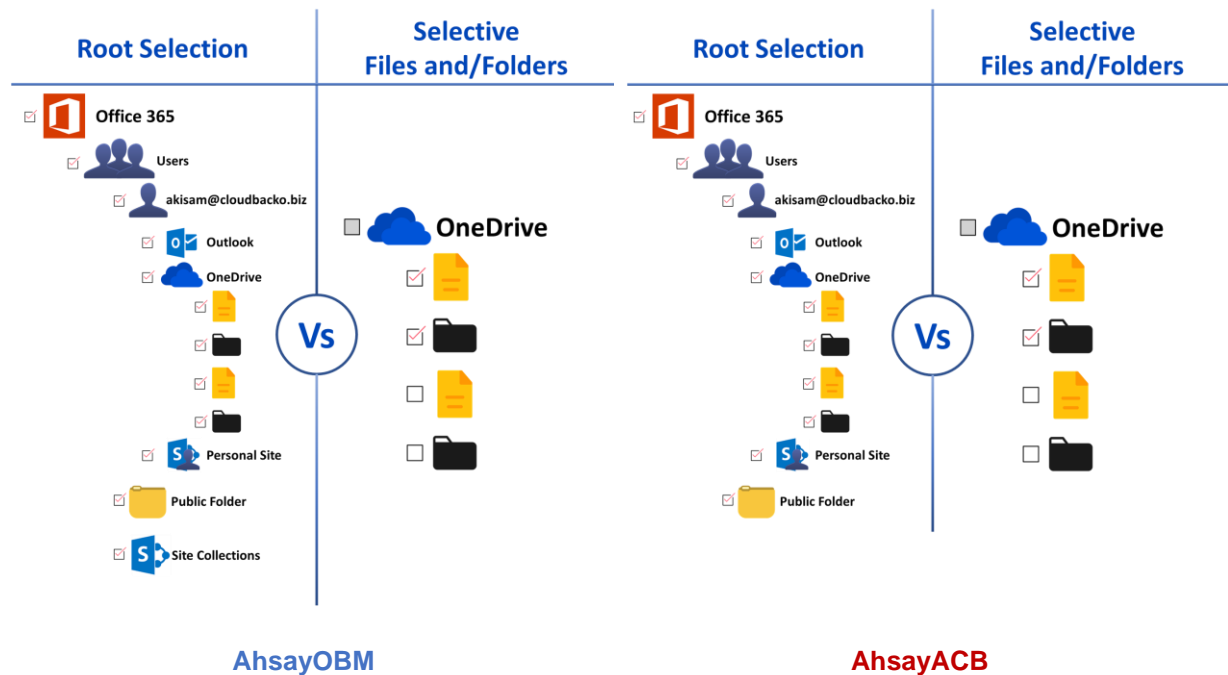 Root Selection
Selective
Files and/Folders
Office 365
Users
akisam@cloudbacko.biz
Outlook
OneDrive
Personal Site
Public Folder
Site Collections
Vs
OneDrive
AhsayOBM
Root Selection
Selective
Files and/Folders
Office 365
Users
akisam@cloudbacko.biz
Outlook
OneDrive
Personal Site
Public Folder
Vs
OneDrive
AhsayACB